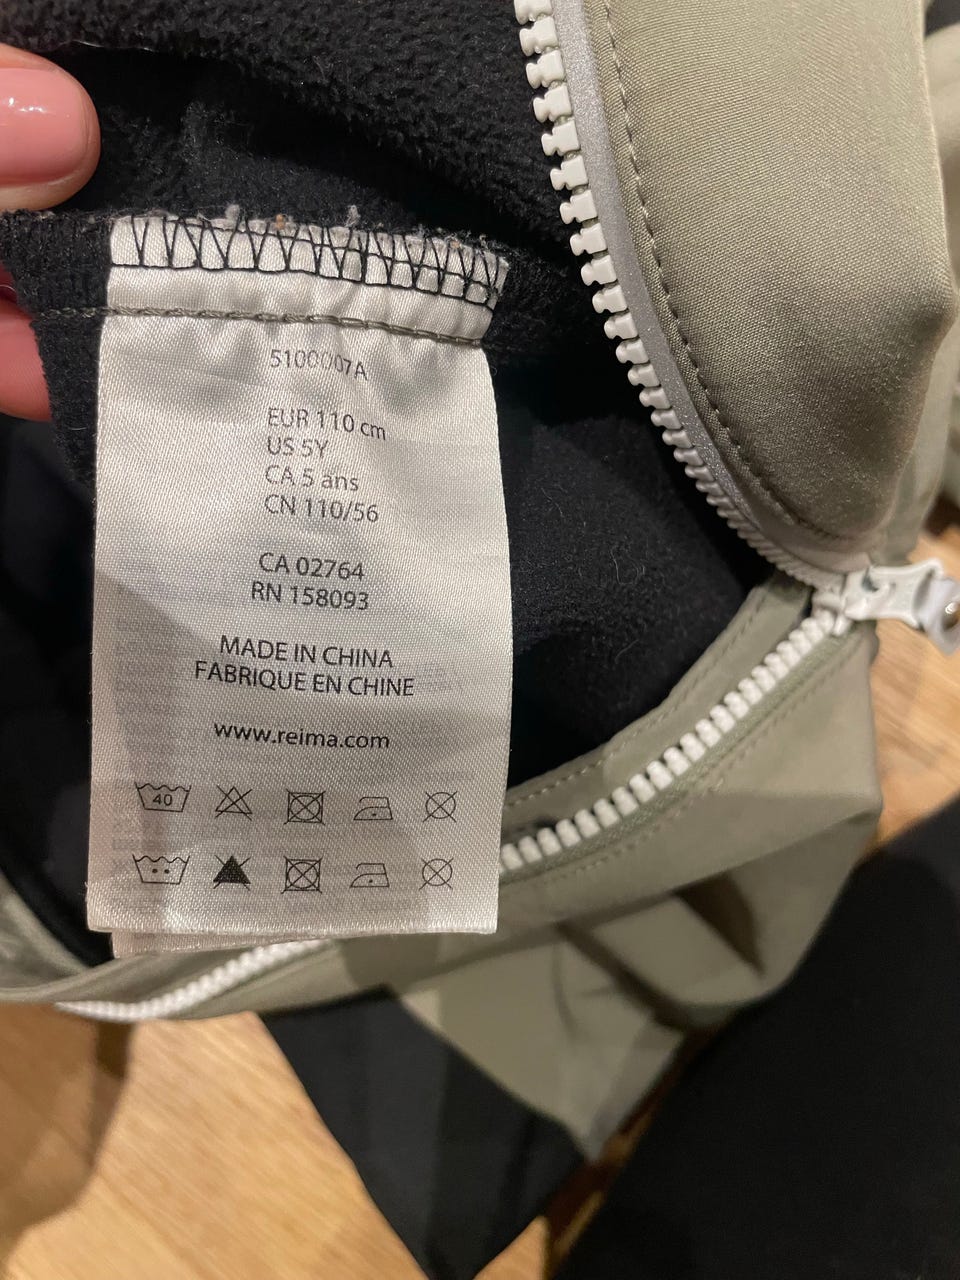 5100007A
EUR 110 cm
US 5Y
CA 5 ans
CN 110/56
CA 02764
RN 158093
MADE IN CHINA
FABRIQUE EN CHINE
www.reima.com
40